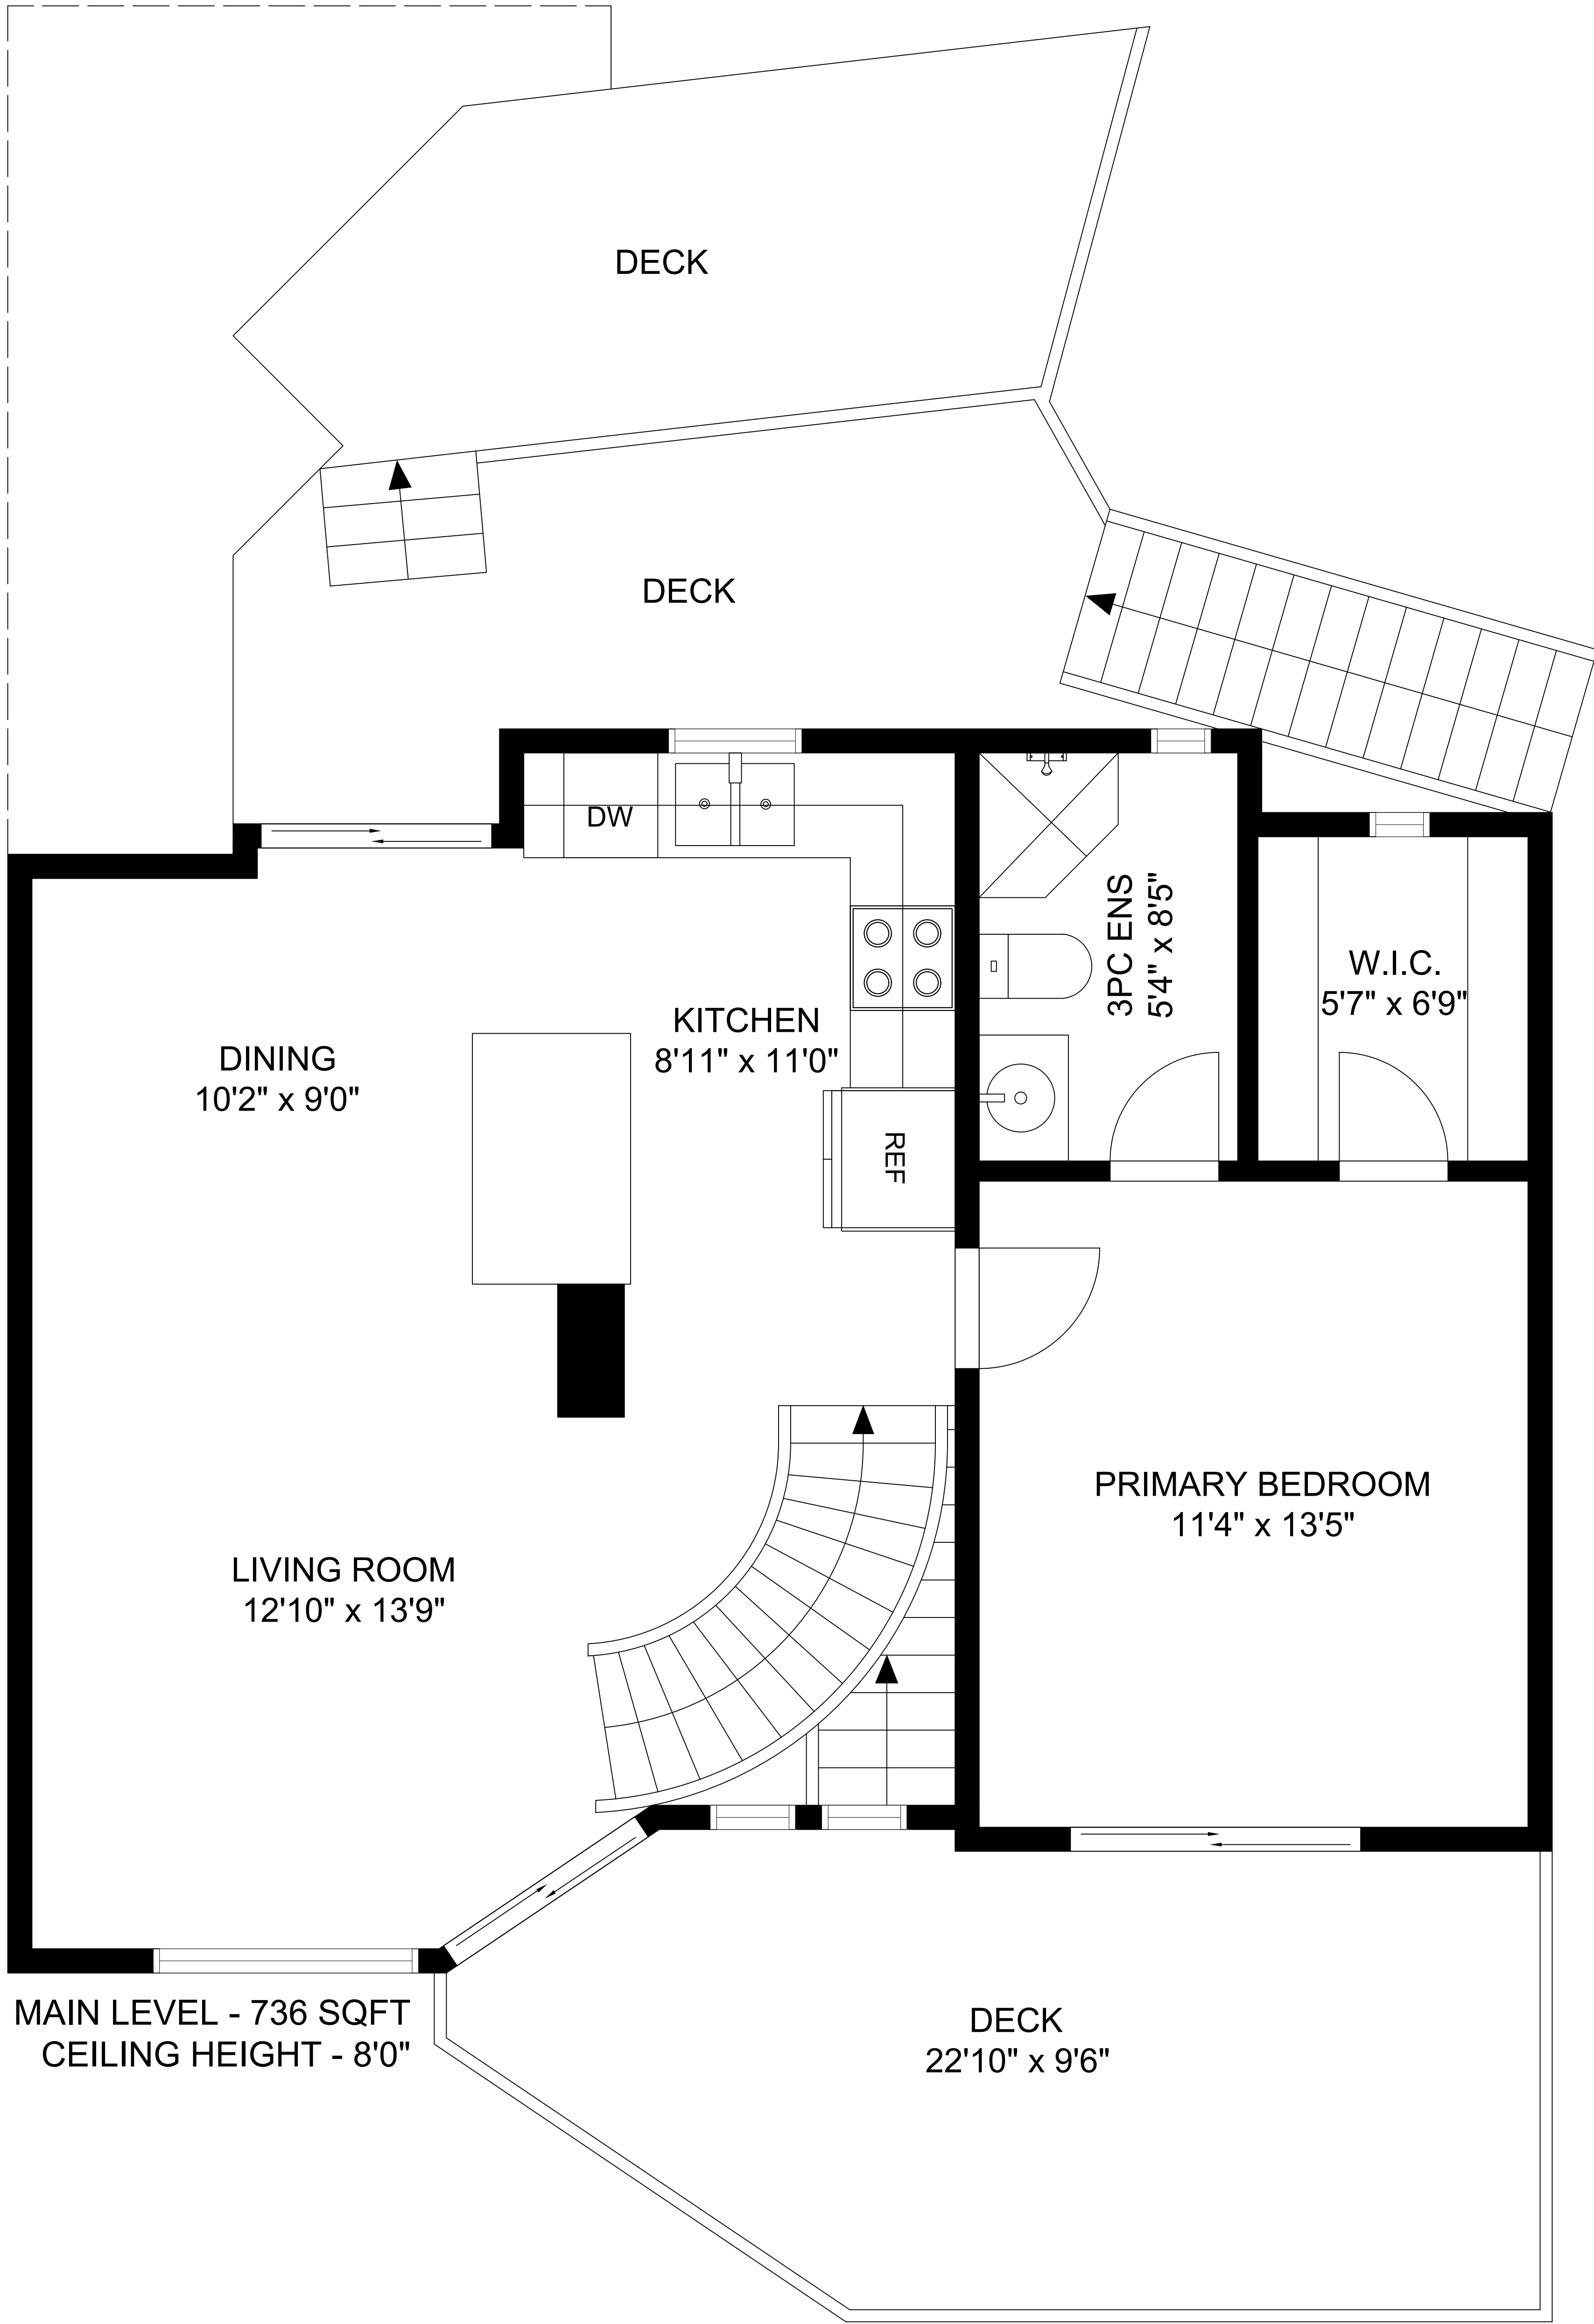 DECK
DECK
DW
3PC ENS
5'4" x 8'5"
W.I.C.
5'7" x 6'9"
KITCHEN
8'11" x 11'0"
DINING
10'2" x 9'0"
REF
PRIMARY BEDROOM
11'4" x 13'5"
LIVING ROOM
12'10" x 13'9"
MAIN LEVEL - 736 SQFT
CEILING HEIGHT - 8'0"
DECK
22'10" x 9'6"